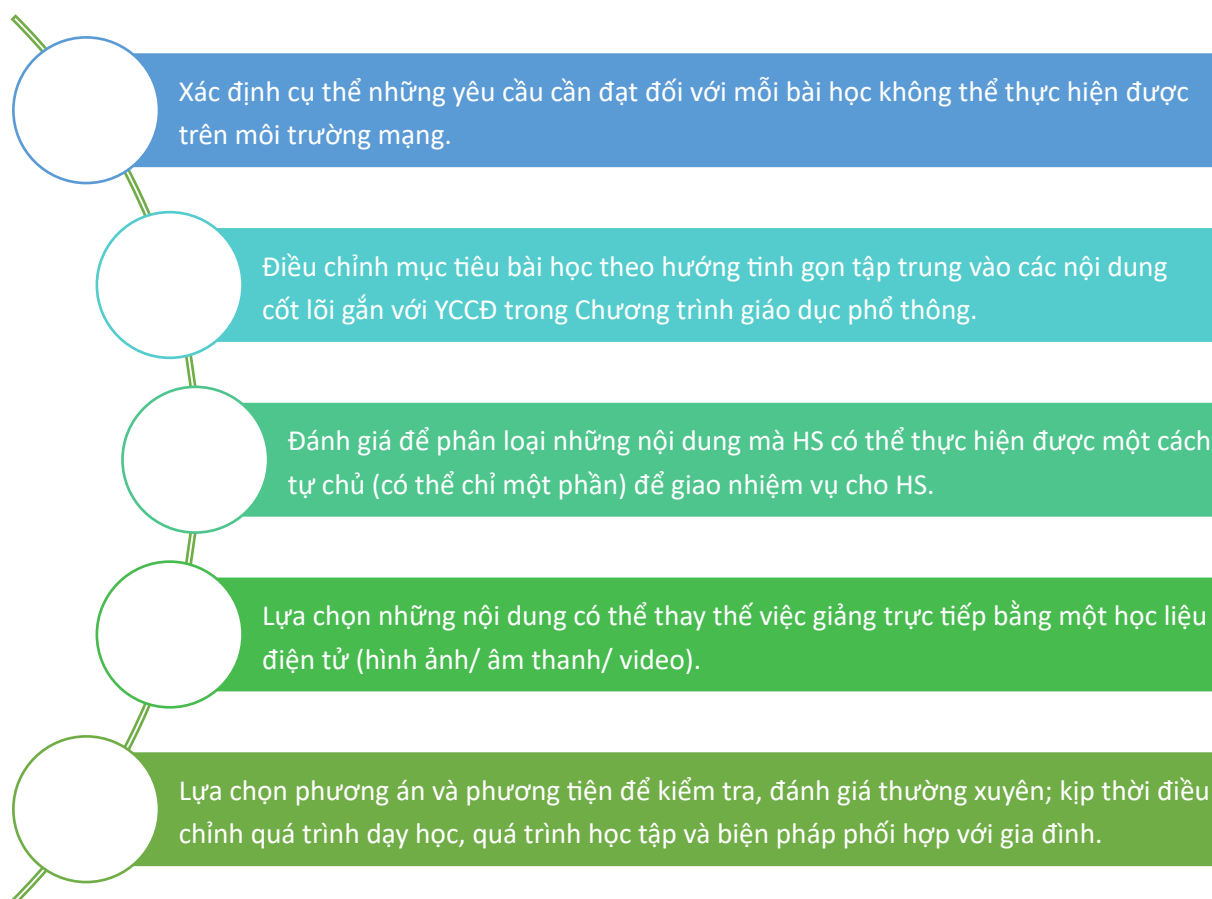 Xác định cụ thể những yêu cầu cần đạt đối với mỗi bài học không thể thực hiện được
trên môi trường mạng.
Điều chỉnh mục tiêu bài học theo hướng tinh gọn tập trung vào các nội dung
cốt lõi gắn với YCCĐ trong Chương trình giáo dục phổ thông.
Đánh giá để phân loại những nội dung mà HS có thể thực hiện được một cách
tự chủ (có thể chỉ một phần) để giao nhiệm vụ cho HS.
Lựa chọn những nội dung có thể thay thế việc giảng trực tiếp bằng một học liệu
điện tử (hình ảnh/ âm thanh/ video).
Lựa chọn phương án và phương tiện để kiểm tra, đánh giá thường xuyên; kịp thời điều
chỉnh quá trình dạy học, quá trình học tập và biện pháp phối hợp với gia đình.